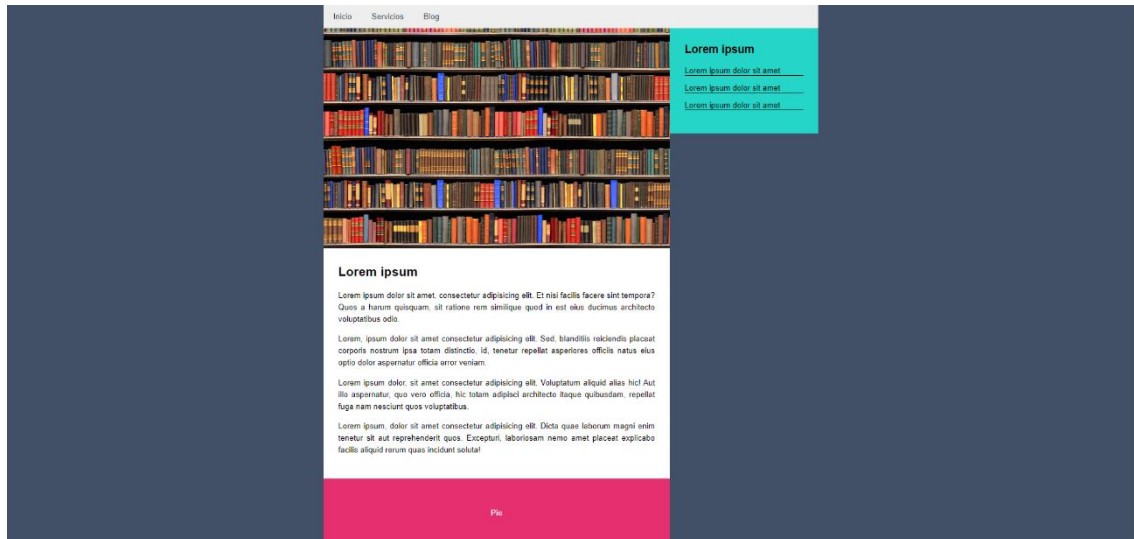 Inicio Servicios Blog
Lorem ipsum
Lorem ipsum dolor sit amet
Lorem ipsum dolor sit amet
Lorem ipsum dolor sit amet
Lorem ipsum
Lorem ipsum dolor sit amet, consectetur adipisicing elit. Et nisi facilis facere sint tempora?
Quos a harum quisquam, sit ratione rem similique quod in est eius ducimus architecto
voluptatibus odio.
Lorem, ipsum dolor sit amet consectetur adipisicing elit. Sed, blanditiis reiciendis placeat
corporis nostrum ipsa totam distinctio, id, tenetur repellat asperiores officiis natus eius
optio dolor aspernatur officia error veniam.
Lorem ipsum dolor, sit amet consectetur adipisicing elit. Voluptatum aliquid alias hic! Aut
illo aspernatur, quo vero officia, hic totam adipisci architecto itaque quibusdam, repellat
fuga nam nesciunt quos voluptatibus.
Lorem ipsum, dolor sit amet consectetur adipisicing elit. Dicta quae laborum magni enim
tenetur sit aut reprehenderit quos. Excepturi, laboriosam nemo amet placeat explicabo
facilis aliquid rerum quas incidunt soluta!
Pie